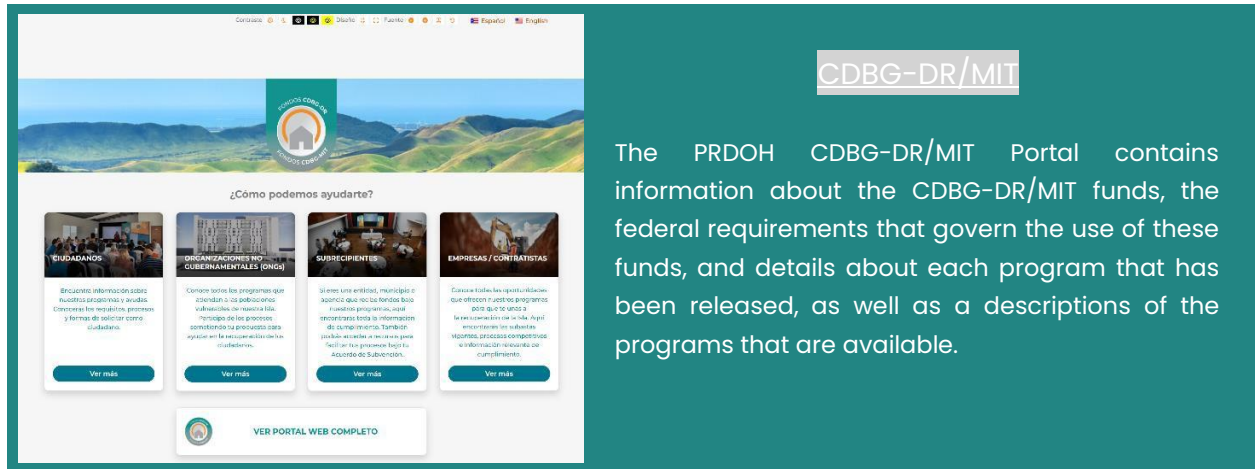 Contraste
Diseño
Fuente
Español
English
FONDOS CDBG-DR
FONDOS CDBG-MIT
¿Cómo podemos ayudarte?
CIUDADANOS
Encuentra información sobre
nuestros programas y ayudas.
Conocerás los requisitos, procesos
y formas de solicitar como
ciudadano.
Ver más
ORGANIZACIONES NO
GUBERNAMENTALES (ONGs)
Conoce todos los programas que
atienden a las poblaciones
vulnerables de nuestra Isla.
Participa de los procesos
sometiendo tu propuesta para
ayudar en la recuperación de los
ciudadanos.
Ver más
SUBRECIPIENTES
Si eres una entidad, municipio o
agencia que recibe fondos bajo
nuestros programas, aquí
encontraras toda la información
de cumplimiento. También
podrás acceder a recursos para
facilitar tus procesos bajo tu
Acuerdo de Subvención.
Ver más
EMPRESAS / CONTRATISTAS
Conoce todas las oportunidades
que ofrecen nuestros programas
para que te unas a
la recuperación de la Isla. Aquí
encontrarás las subastas
vigentes, procesos competitivos
e información relevante de
cumplimiento.
Ver más
VER PORTAL WEB COMPLETO
CDBG-DR/MIT
The PRDOH CDBG-DR/MIT Portal contains
information about the CDBG-DR/MIT funds, the
federal requirements that govern the use of these
funds, and details about each program that has
been released, as well as a descriptions of the
programs that are available.